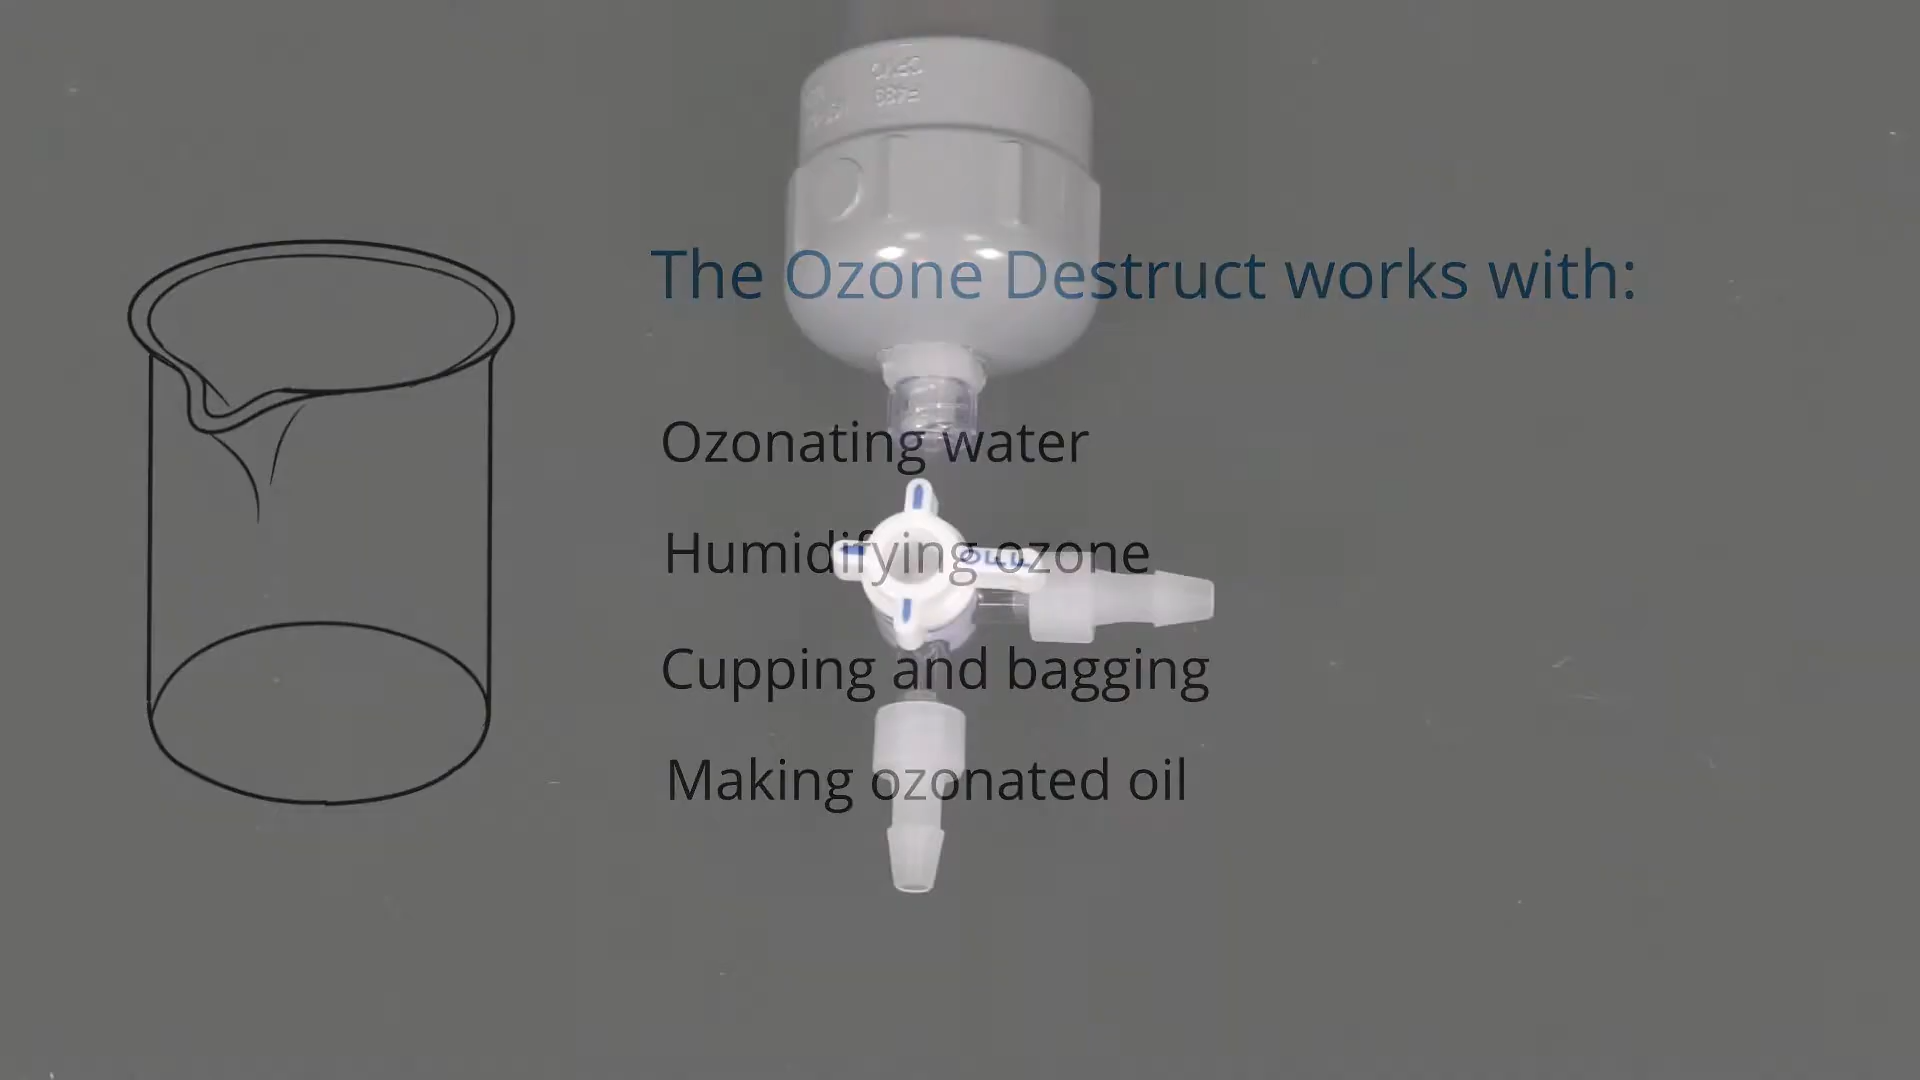 The Ozone Destruct works with:
Ozonating water
Humidifying ozone
Cupping and bagging
Making ozonated oil